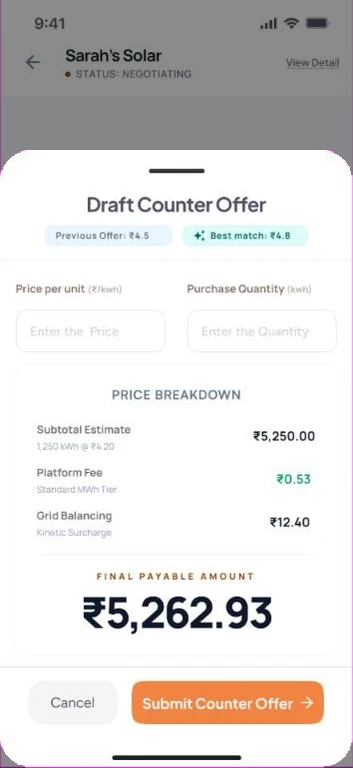 9:41
Sarah's Solar
STATUS: NEGOTIATING
View Detail
Draft Counter Offer
Previous Offer: ₹4.5
Best match: ₹4.8
Price per unit (₹/kwh)
Purchase Quantity (kwh)
Enter the Price
Enter the Quantity
PRICE BREAKDOWN
Subtotal Estimate
₹5,250.00
1,250 kWh @ ₹4.20
Platform Fee
₹0.53
Standard MWh Tier
Grid Balancing
₹12.40
Kinetic Surcharge
FINAL PAYABLE AMOUNT
₹5,262.93
Cancel
Submit Counter Offer →